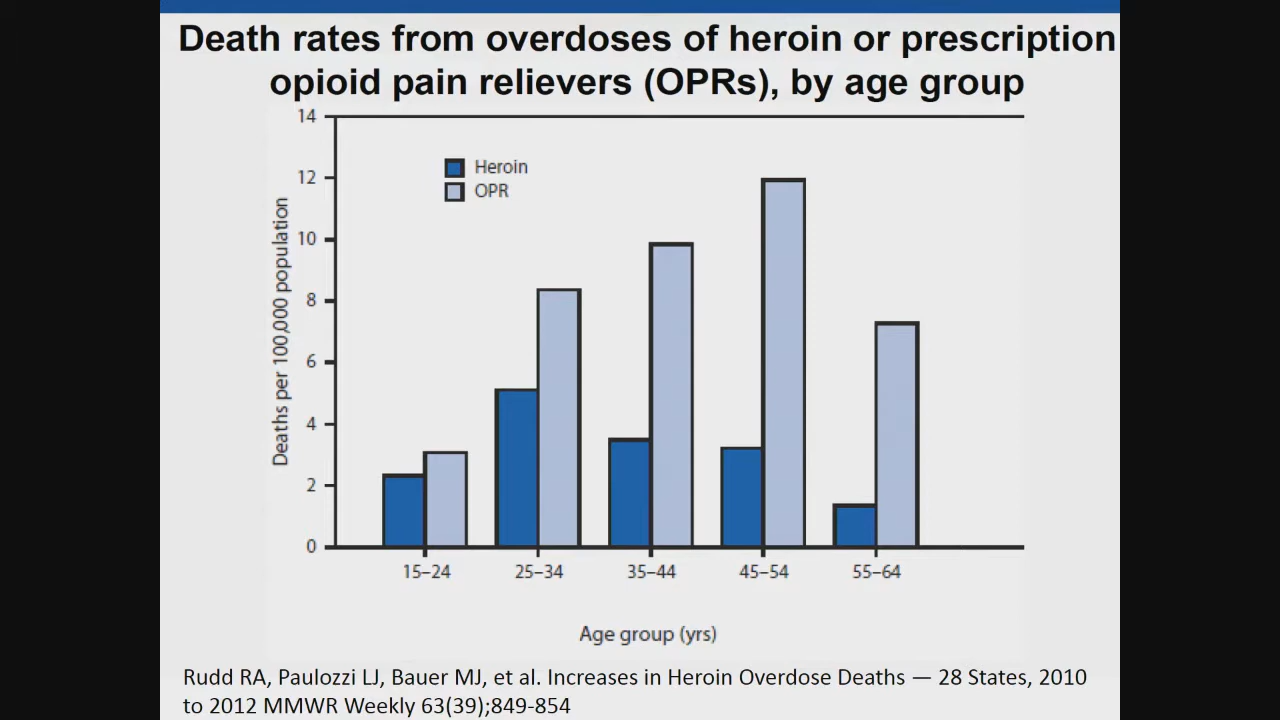 Death rates from overdoses of heroin or prescription
opioid pain relievers (OPRs), by age group
14
12
10
8
6
4
2
0
Deaths per 100,000 population
Heroin
OPR
15–24 25–34 35–44 45–54 55–64
Age group (yrs)
Rudd RA, Paulozzi LJ, Bauer MJ, et al. Increases in Heroin Overdose Deaths — 28 States, 2010
to 2012 MMWR Weekly 63(39);849-854